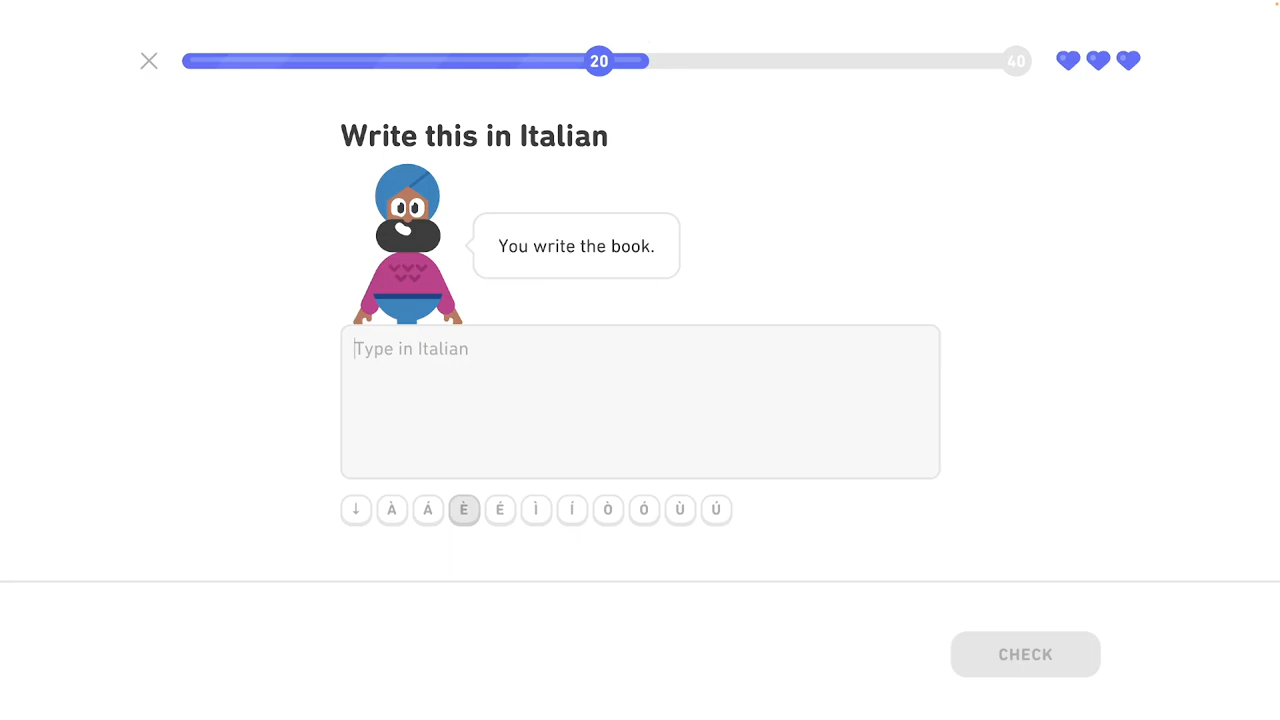 20
40
Write this in Italian
You write the book.
Type in Italian
↓ À Á È É Ì Í Ò Ó Ù Ú
CHECK